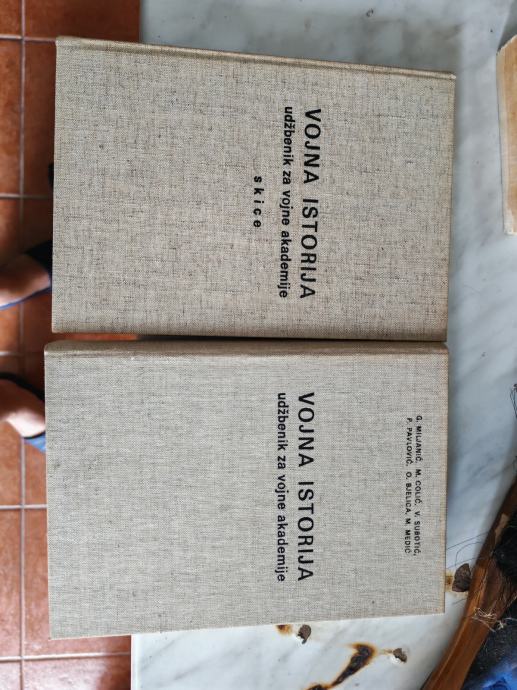 VOJNA ISTORIJA
udžbenik za vojne akademije
skice
G. MILJANIĆ, M. COLIĆ, V. SUBOTIĆ,
P. PAVLOVIĆ, O. BJELICA, M. MEDIĆ
VOJNA ISTORIJA
udžbenik za vojne akademije